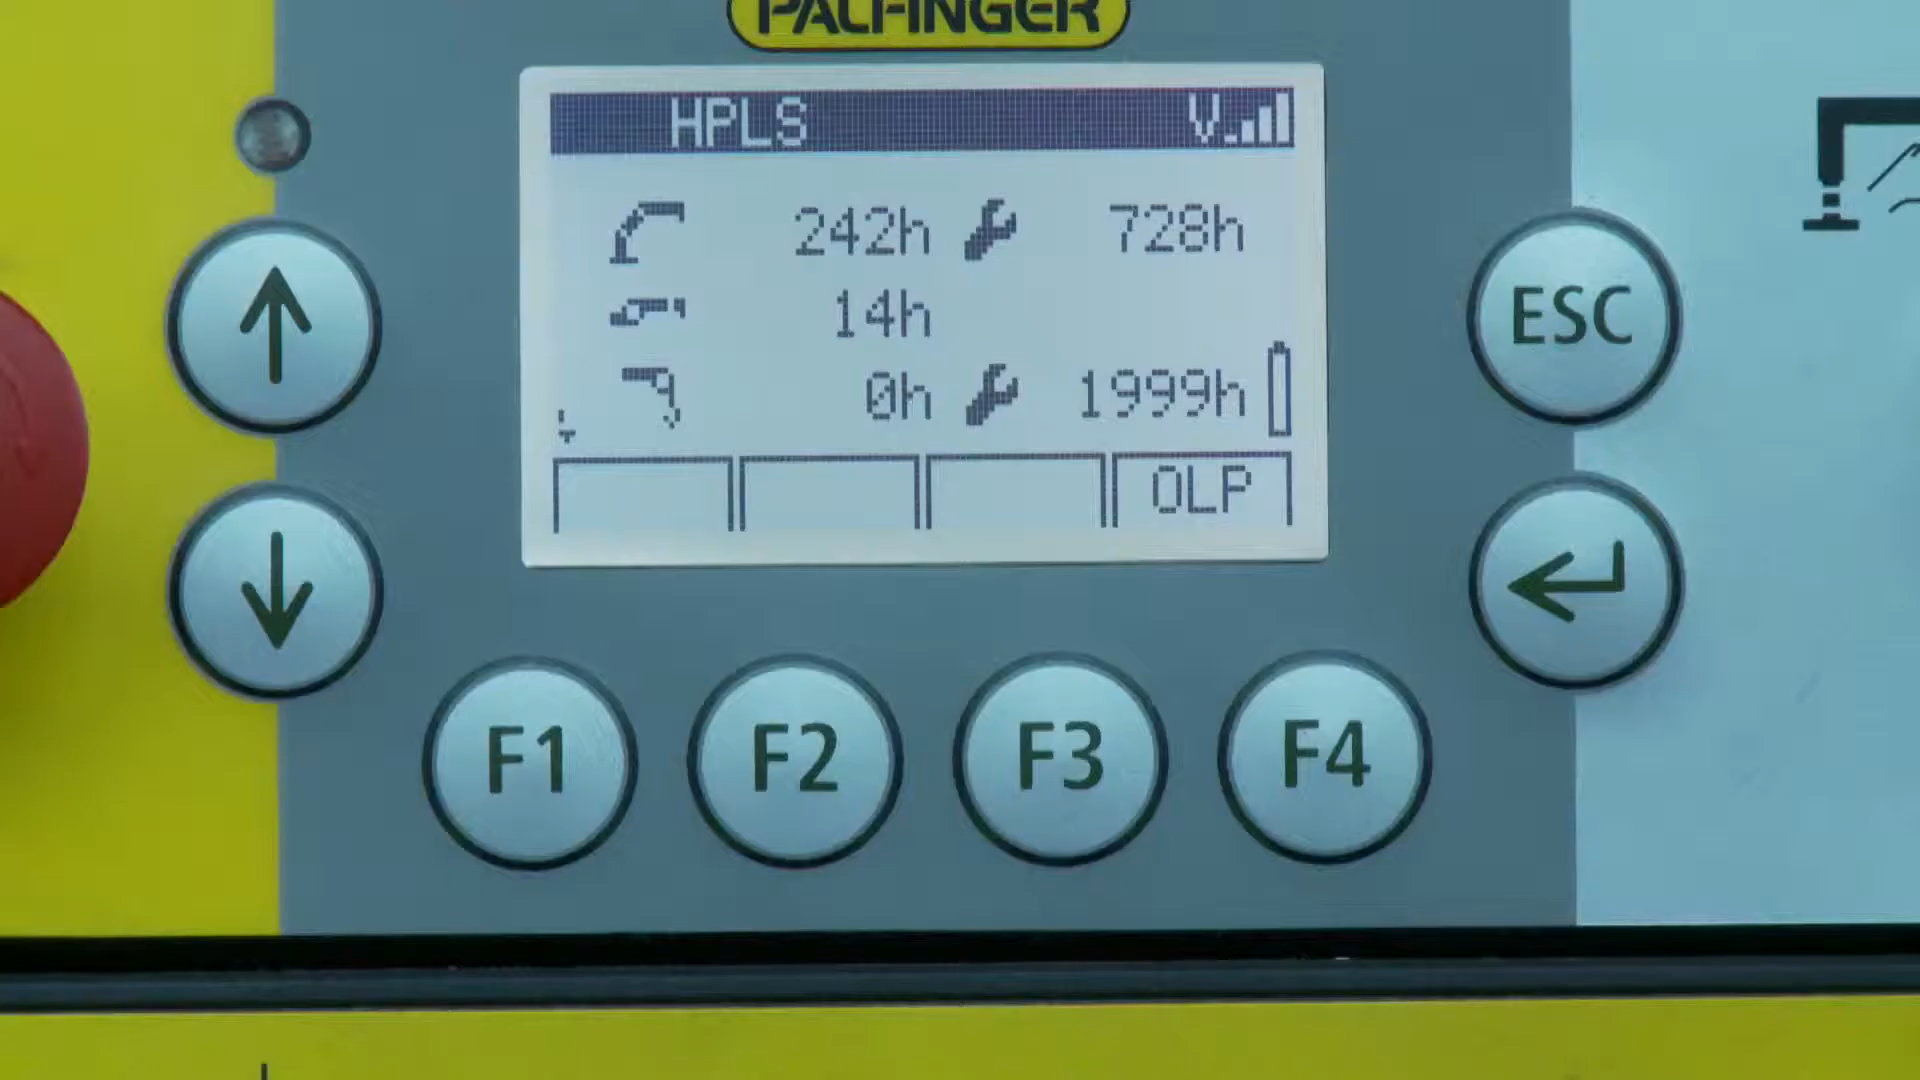 PALFINGER
HPLS V
242h 728h
14h
0h 1999h
OLP
ESC
F1 F2 F3 F4